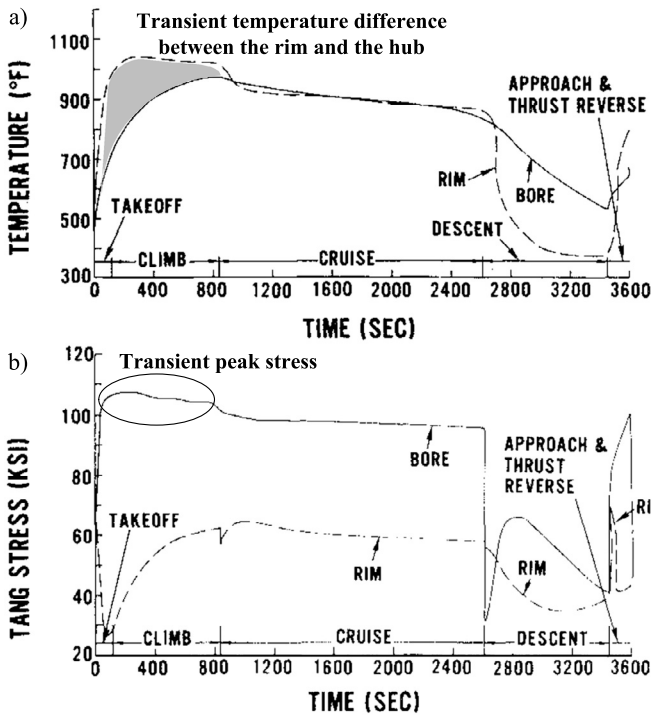 a)
Transient temperature difference
between the rim and the hub
1100
900
700
500
300
TEMPERATURE (°F)
APPROACH &
THRUST REVERSE
RIM
BORE
TAKEOFF
DESCENT
CLIMB
CRUISE
0 400 800 1200 1600 2000 2400 2800 3200 3600
TIME (SEC)
b)
Transient peak stress
120
100
80
60
40
20
TANG STRESS (KSI)
BORE
APPROACH &
THRUST
REVERSE
TAKEOFF
RI
RIM
RIM
CLIMB
CRUISE
DESCENT
0 400 800 1200 1600 2000 2400 2800 3200 3600
TIME (SEC)